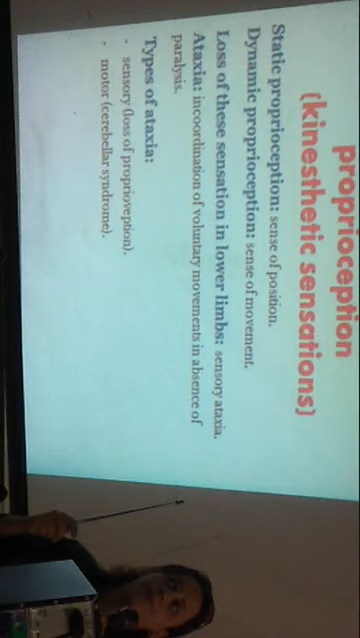 proprioception
(kinesthetic sensations)
Static proprioception: sense of position.
Dynamic proprioception: sense of movement.
Loss of these sensation in lower limbs: sensory ataxia.
Ataxia: incoordination of voluntary movements in absence of
paralysis.
Types of ataxia:
- sensory (loss of proprioveption).
- motor (cerebellar syndrome).